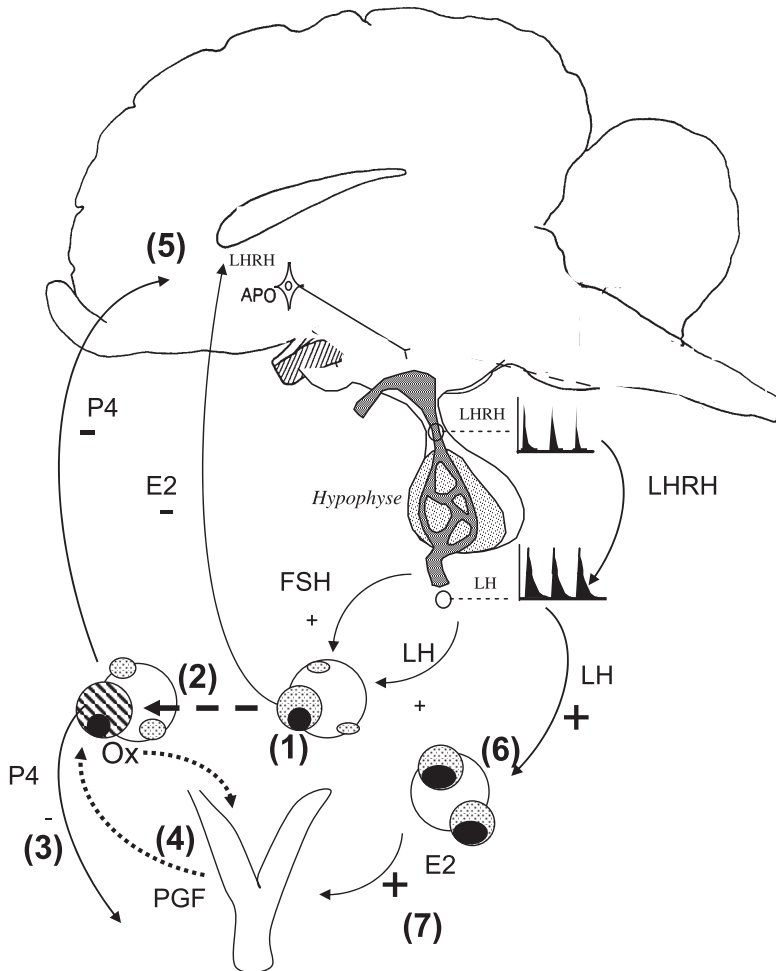 (5)
LHRH
APO
P4
-
LHRH
E2
-
Hypophyse
LHRH
FSH
+
LH
LH
+
LH
+
(2)
(1)
(6)
Ox
P4
-
(3)
(4)
PGF
E2
+
(7)